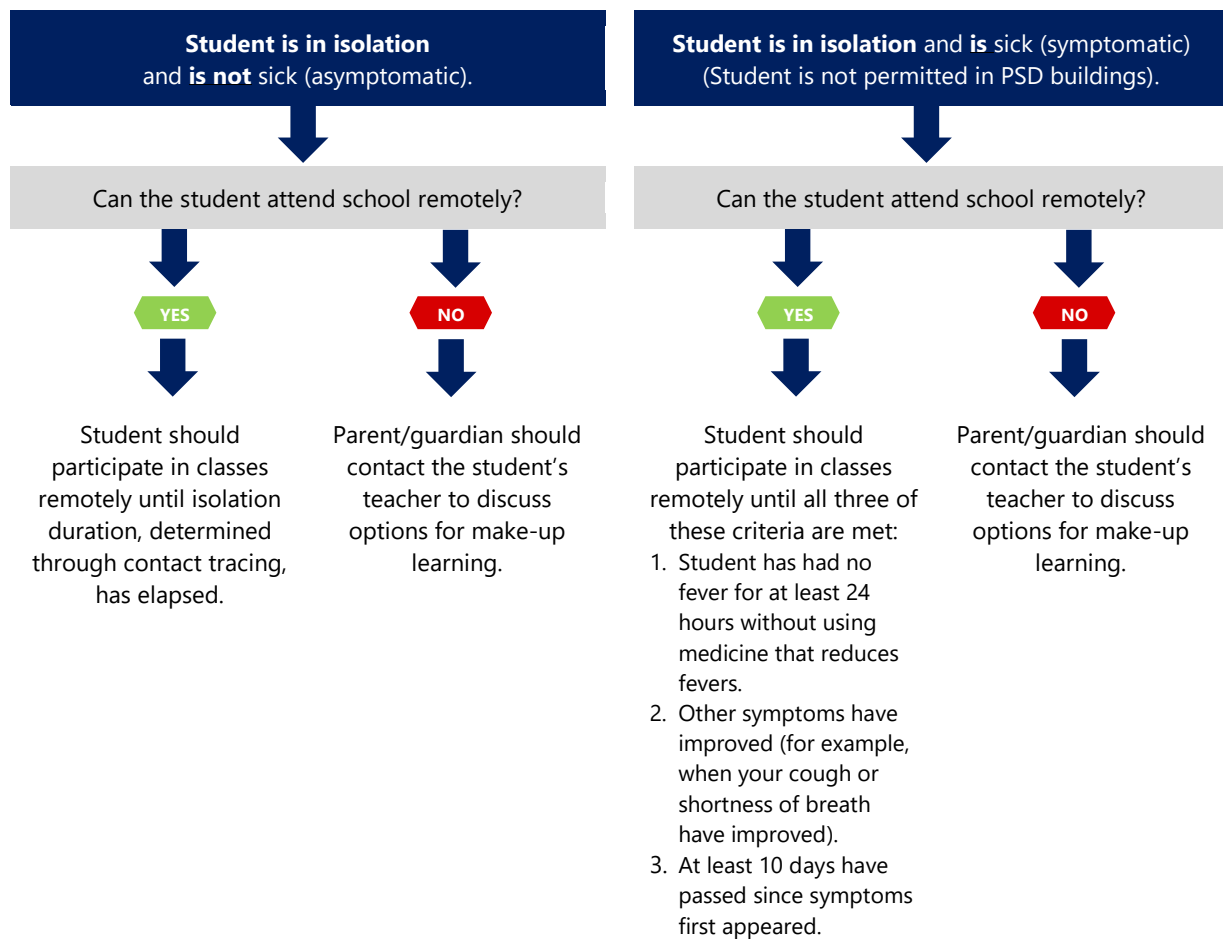 Student is in isolation
and is not sick (asymptomatic).
Can the student attend school remotely?
YES
NO
Student should
participate in classes
remotely until isolation
duration, determined
through contact tracing,
has elapsed.
Parent/guardian should
contact the student’s
teacher to discuss
options for make-up
learning.
Student is in isolation and is sick (symptomatic)
(Student is not permitted in PSD buildings).
Can the student attend school remotely?
YES
NO
Student should
participate in classes
remotely until all three of
these criteria are met:
1. Student has had no
fever for at least 24
hours without using
medicine that reduces
fevers.
2. Other symptoms have
improved (for example,
when your cough or
shortness of breath
have improved).
3. At least 10 days have
passed since symptoms
first appeared.
Parent/guardian should
contact the student’s
teacher to discuss
options for make-up
learning.